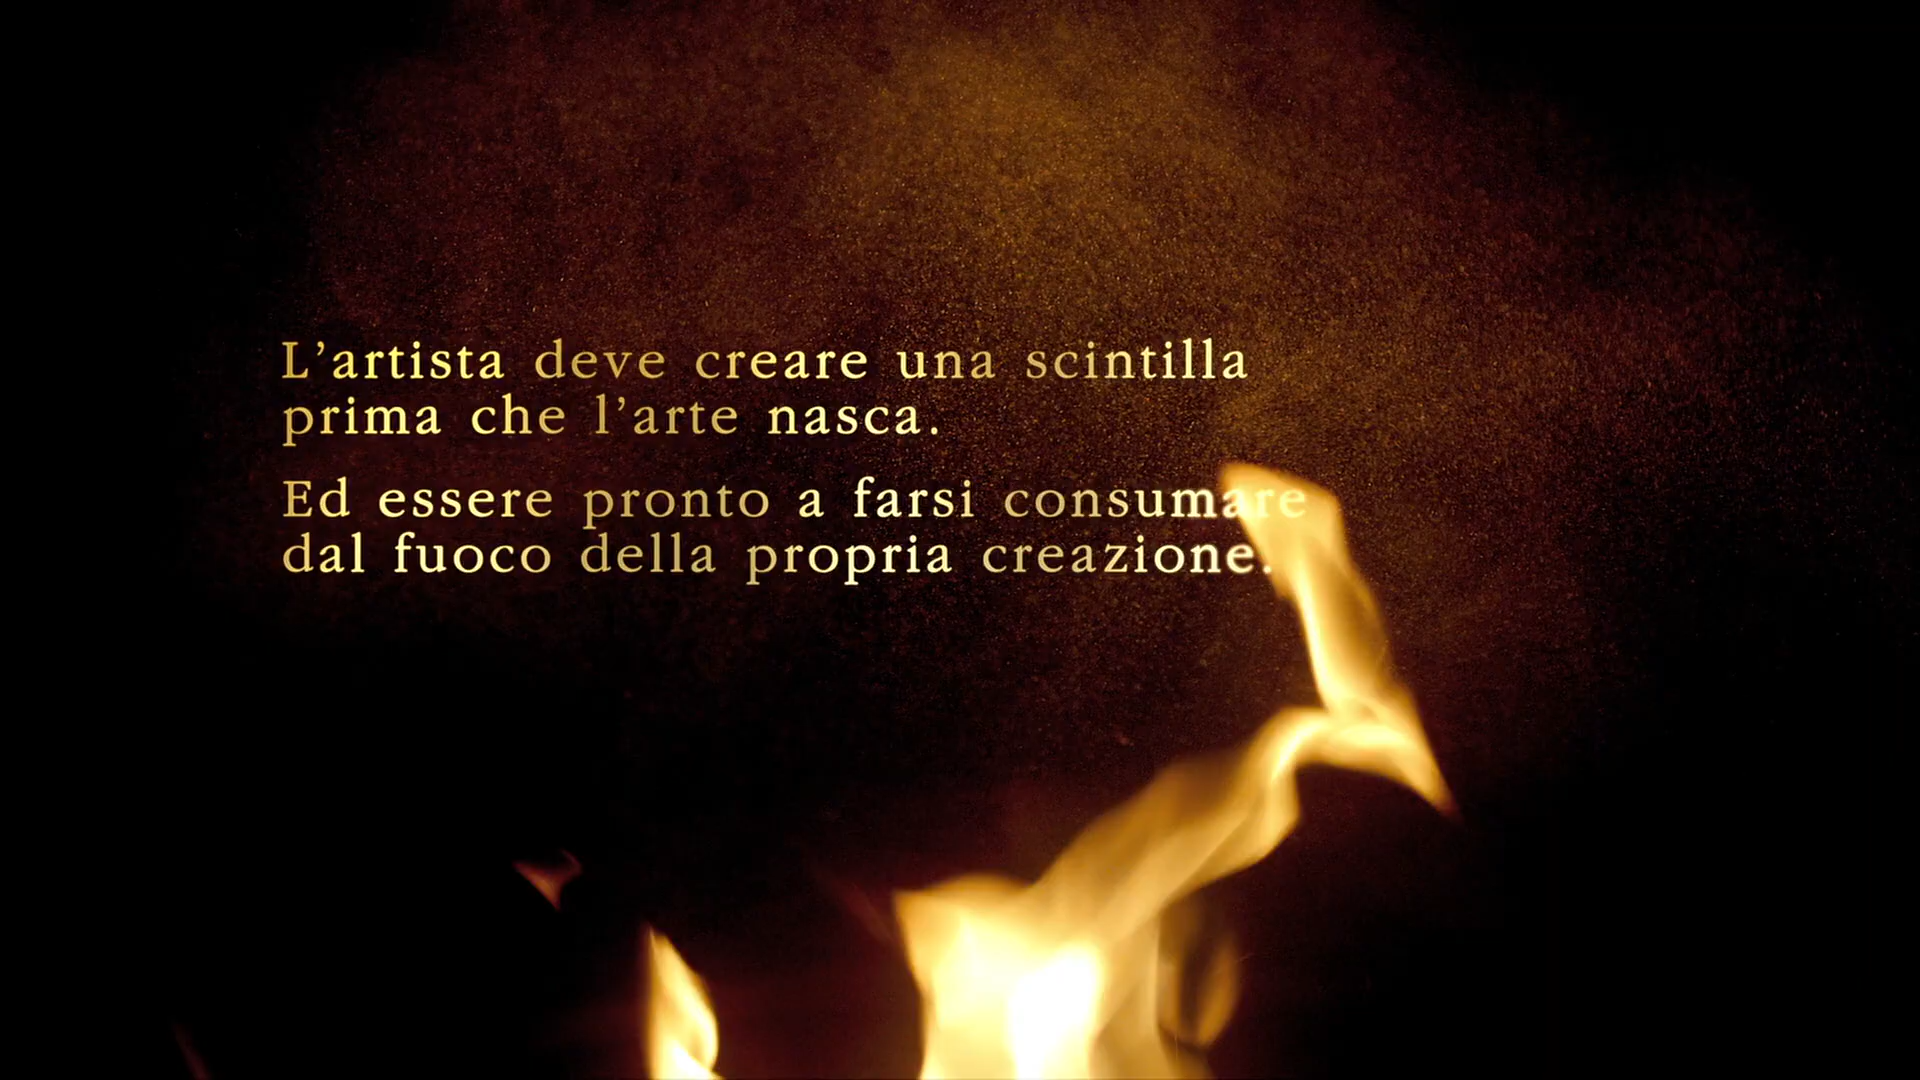 L’artista deve creare una scintilla
prima che l’arte nasca.
Ed essere pronto a farsi consumare
dal fuoco della propria creazione.